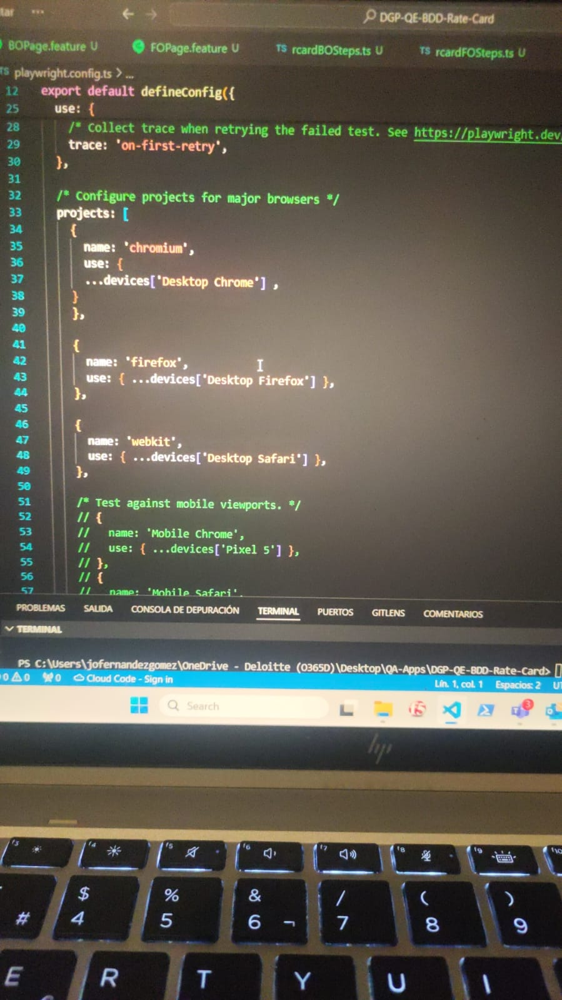 tar ...
DGP-QE-BDD-Rate-Card
BOPage.feature U
FOPage.feature U
TS rcardBOSteps.ts U
TS rcardFOSteps.ts U
TS playwright.config.ts > ...
12 export default defineConfig({
25 use: {
28 /* Collect trace when retrying the failed test. See https://playwright.dev/
29 trace: 'on-first-retry',
30 },
31
32 /* Configure projects for major browsers */
33 projects: [
34 {
35 name: 'chromium',
36 use: {
37 ...devices['Desktop Chrome'] ,
38 }
39 },
40
41 {
42 name: 'firefox',
43 use: { ...devices['Desktop Firefox'] },
44 },
45
46 {
47 name: 'webkit',
48 use: { ...devices['Desktop Safari'] },
49 },
50
51 /* Test against mobile viewports. */
52 // {
53 //   name: 'Mobile Chrome',
54 //   use: { ...devices['Pixel 5'] },
55 // },
56 // {
57 //   name: 'Mobile Safari',
PROBLEMAS SALIDA CONSOLA DE DEPURACIÓN TERMINAL PUERTOS GITLENS COMENTARIOS
TERMINAL
PS C:\Users\jofernandezgomez\OneDrive - Deloitte (O365D)\Desktop\QA-Apps\DGP-QE-BDD-Rate-Card>
0 0 0 Cloud Code - Sign in Lín. 1, col. 1 Espacios: 2 UT
Search
3
hp
f3 f4 f5 f6 f7 f8 f9 f10
# $ 4 % 5 & 6 ¬ / 7 ( 8 ) 9
E € R T Y U I